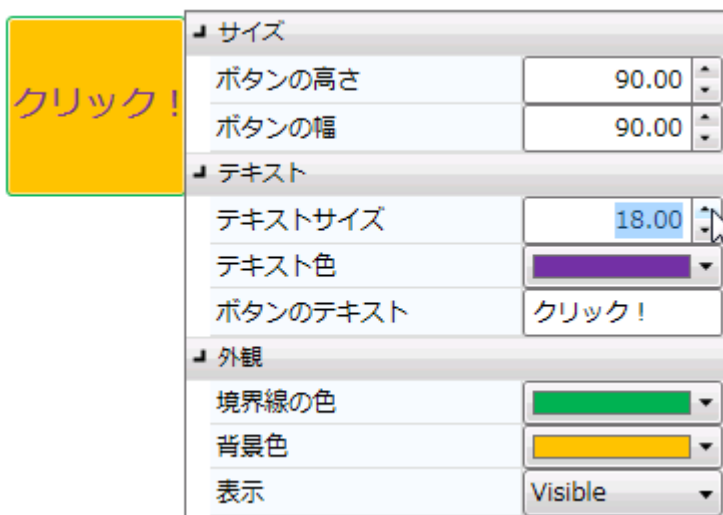 クリック！
サイズ
ボタンの高さ 90.00
ボタンの幅 90.00
テキスト
テキストサイズ 18.00
テキスト色
ボタンのテキスト クリック！
外観
境界線の色
背景色
表示 Visible